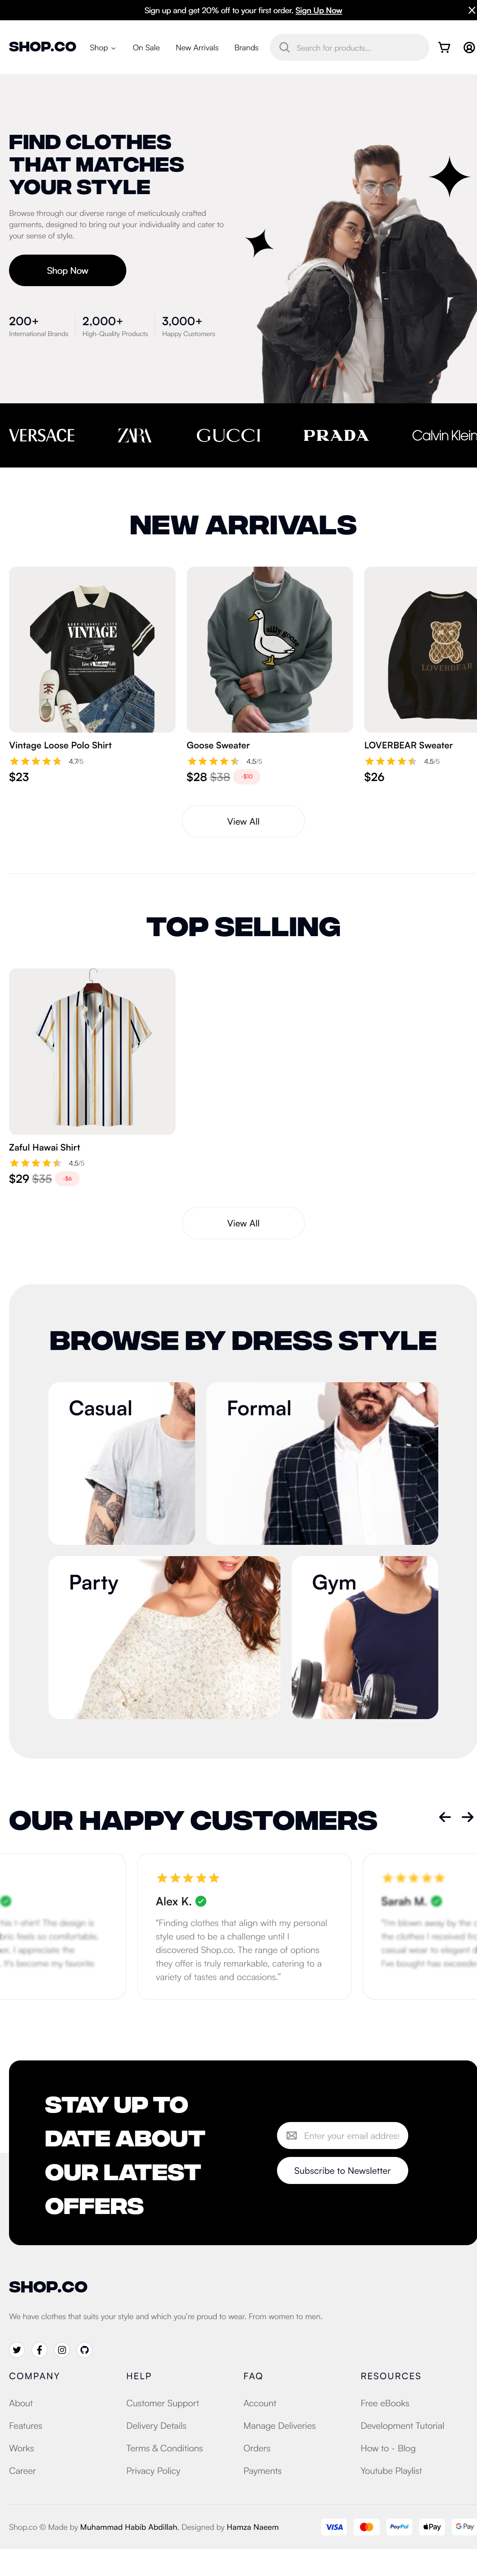 Sign up and get 20% off to your first order. Sign Up Now
SHOP.CO
Shop
On Sale
New Arrivals
Brands
Search for products...
FIND CLOTHES
THAT MATCHES
YOUR STYLE
Browse through our diverse range of meticulously crafted
garments, designed to bring out your individuality and cater to
your sense of style.
Shop Now
200+
International Brands
2,000+
High-Quality Products
3,000+
Happy Customers
VERSACE
ZARA
GUCCI
PRADA
Calvin Klein
NEW ARRIVALS
VINTAGE
silly goose
LOVERBEAR
Vintage Loose Polo Shirt
4.7/5
$23
Goose Sweater
4.5/5
$28 $38 -$10
LOVERBEAR Sweater
4.5/5
$26
View All
TOP SELLING
Zaful Hawai Shirt
4.5/5
$29 $35 -$6
View All
BROWSE BY DRESS STYLE
Casual
Formal
Party
Gym
OUR HAPPY CUSTOMERS
his t-shirt! The design is
bric feels so comfortable.
er, I appreciate the
. It's become my favorite
Alex K.
"Finding clothes that align with my personal
style used to be a challenge until I
discovered Shop.co. The range of options
they offer is truly remarkable, catering to a
variety of tastes and occasions."
Sarah M.
"I'm blown away by the
the clothes I received fro
casual wear to elegant
I've bought has exceede
STAY UP TO
DATE ABOUT
OUR LATEST
OFFERS
Enter your email address
Subscribe to Newsletter
SHOP.CO
We have clothes that suits your style and which you're proud to wear. From women to men.
COMPANY
About
Features
Works
Career
HELP
Customer Support
Delivery Details
Terms & Conditions
Privacy Policy
FAQ
Account
Manage Deliveries
Orders
Payments
RESOURCES
Free eBooks
Development Tutorial
How to - Blog
Youtube Playlist
Shop.co © Made by Muhammad Habib Abdillah. Designed by Hamza Naeem
VISA
PayPal
Pay
G Pay